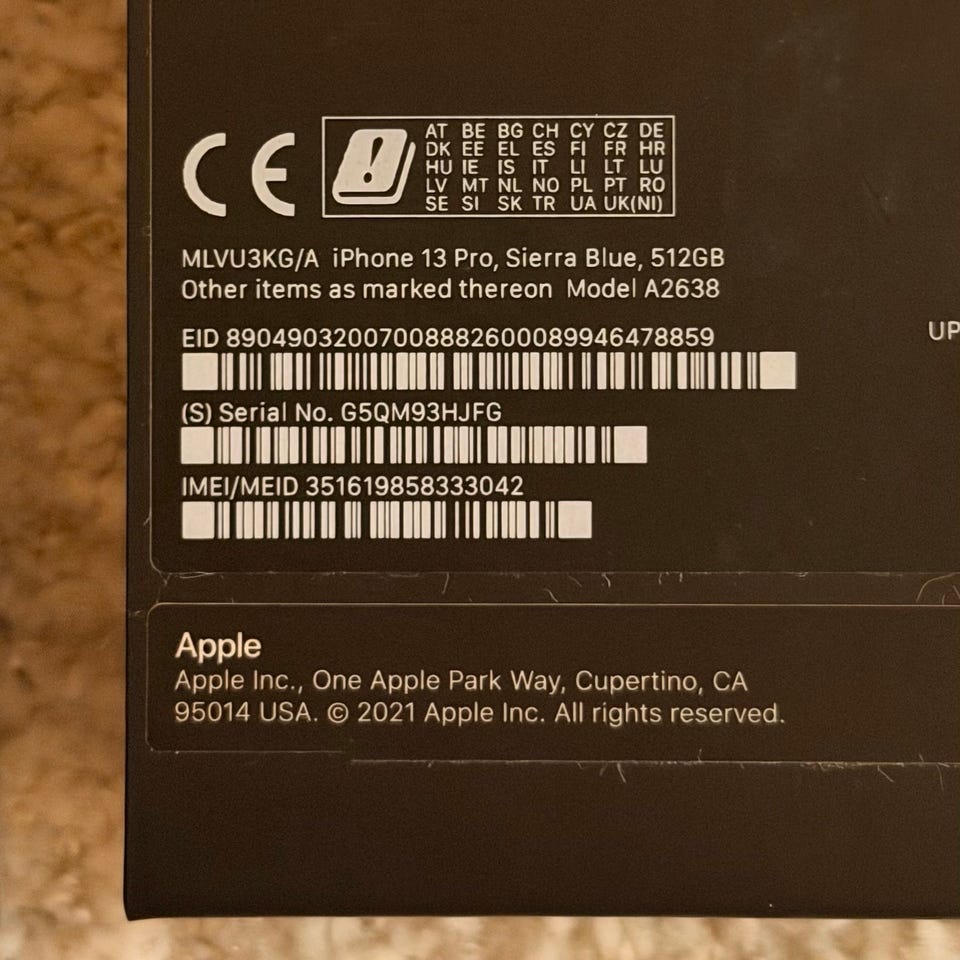 CE
AT BE BG CH CY CZ DE
DK EE EL ES FI FR HR
HU IE IS IT LI LT LU
LV MT NL NO PL PT RO
SE SI SK TR UA UK(NI)
MLVU3KG/A iPhone 13 Pro, Sierra Blue, 512GB
Other items as marked thereon Model A2638
EID 89049032007008882600089946478859
UP
(S) Serial No. G5QM93HJFG
IMEI/MEID 351619858333042
Apple
Apple Inc., One Apple Park Way, Cupertino, CA
95014 USA. © 2021 Apple Inc. All rights reserved.